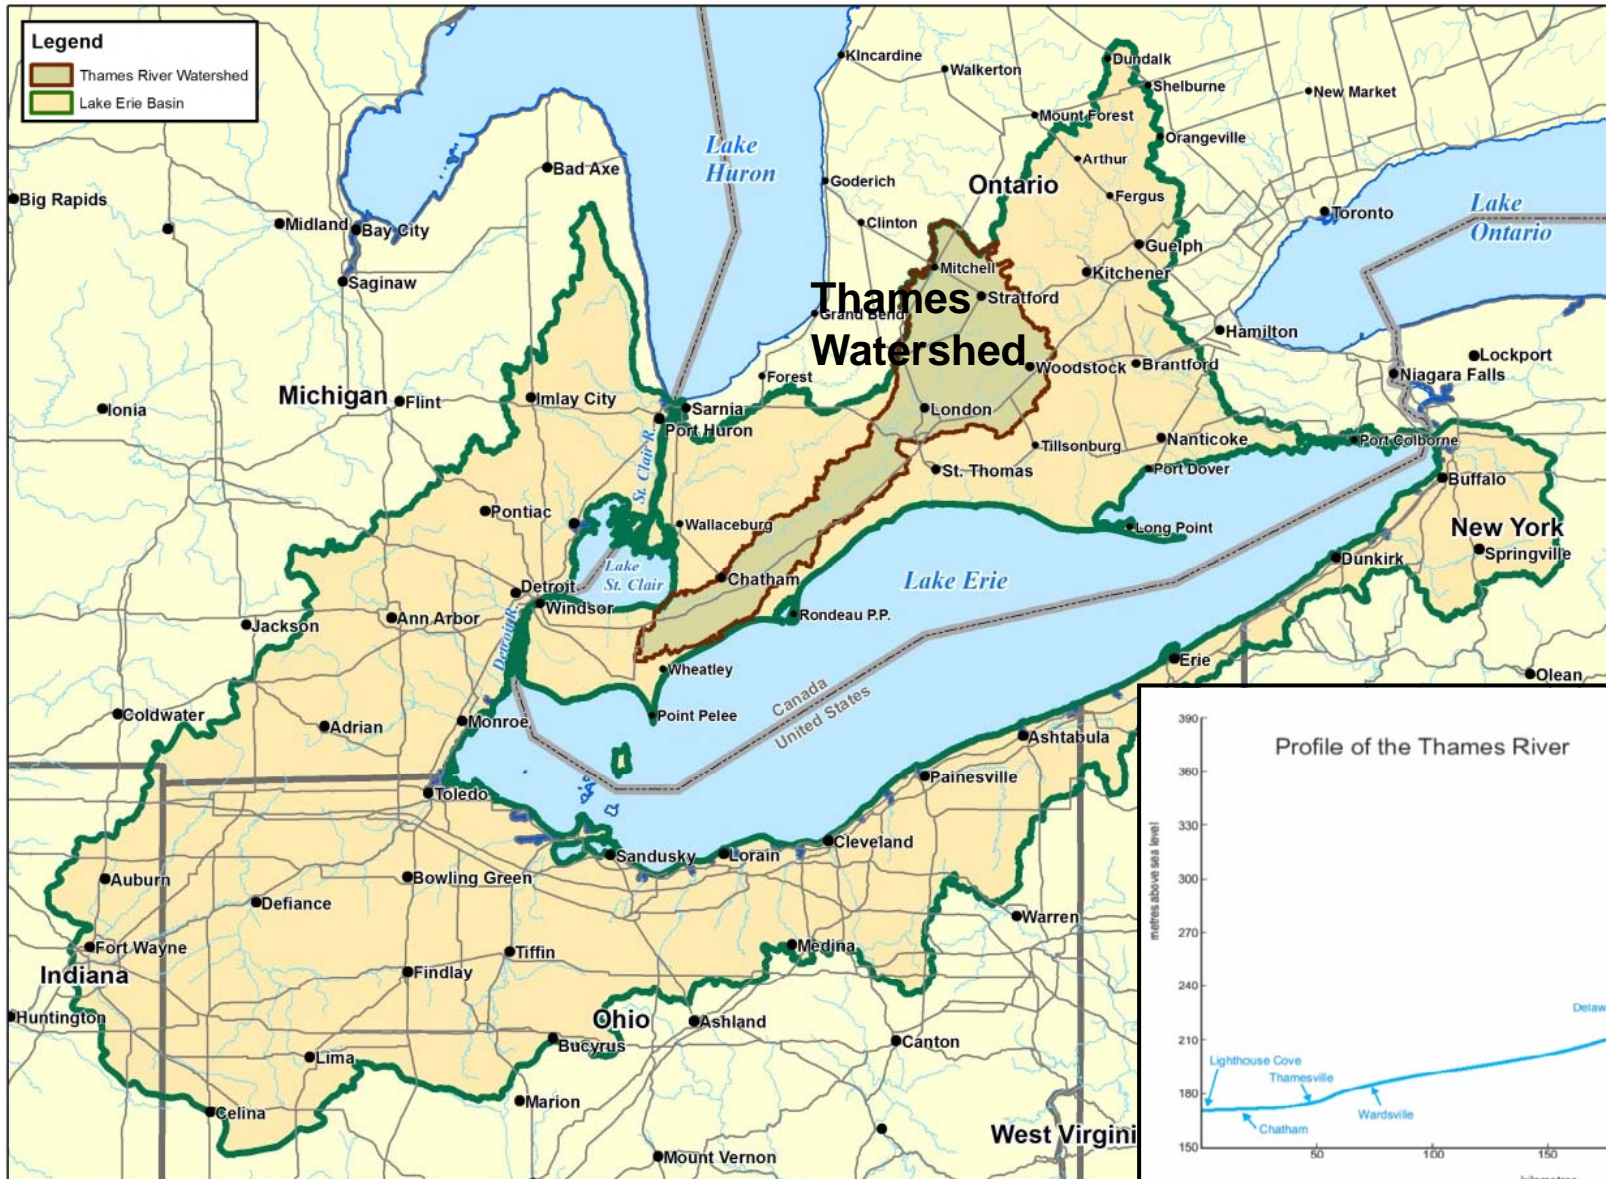 Legend
Thames River Watershed
Lake Erie Basin
KIncardine
Walkerton
Dundalk
Shelburne
New Market
Mount Forest
Orangeville
Lake
Huron
Bad Axe
Arthur
Goderich
Ontario
Fergus
Big Rapids
Midland
Bay City
Clinton
Toronto
Lake
Ontario
Guelph
Mitchell
Kitchener
Saginaw
Thames
Watershed
Stratford
Grand Bend
Hamilton
Lockport
Niagara Falls
Woodstock
Brantford
Forest
Michigan
Flint
Imlay City
Ionia
Sarnia
Port Huron
London
Nanticoke
Port Colborne
Tillsonburg
St. Clair R.
St. Thomas
Port Dover
Buffalo
Pontiac
Wallaceburg
Long Point
New York
Springville
Dunkirk
Lake
St. Clair
Chatham
Lake Erie
Detroit
Windsor
Ann Arbor
Rondeau P.P.
Jackson
Detroit R.
Wheatley
Erie
Olean
Canada
United States
Coldwater
Adrian
Monroe
Point Pelee
Ashtabula
Painesville
Toledo
Cleveland
Sandusky
Lorain
Auburn
Bowling Green
Defiance
Warren
Fort Wayne
Tiffin
Medina
Indiana
Findlay
Huntington
Ohio
Ashland
Bucyrus
Canton
Lima
Celina
Marion
West Virgini
Mount Vernon
Profile of the Thames River
metres above sea level
390
360
330
300
270
240
210
180
150
Delaw
Lighthouse Cove
Thamesville
Wardsville
Chatham
50
100
150